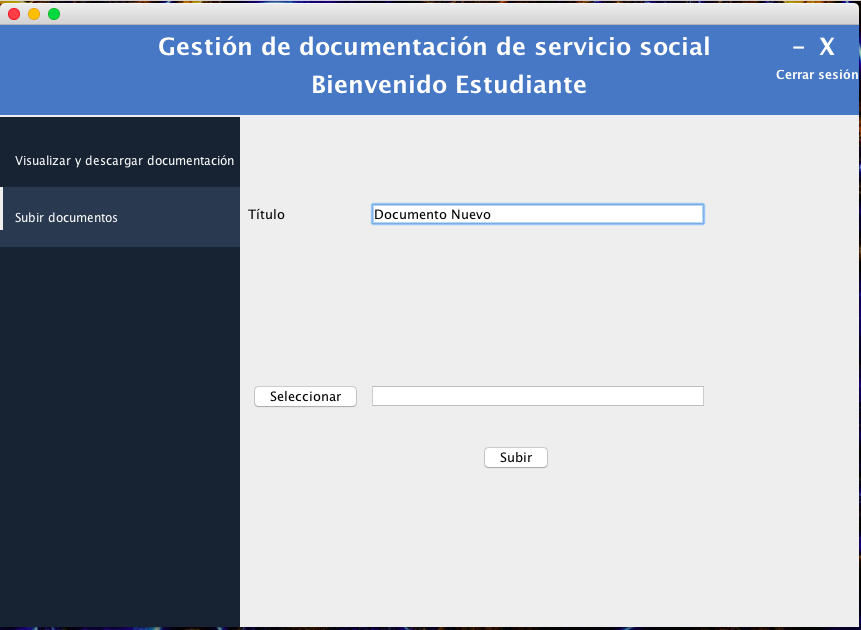 Gestión de documentación de servicio social
– X
Bienvenido Estudiante
Cerrar sesión
Visualizar y descargar documentación
Subir documentos
Título
Documento Nuevo
Seleccionar
Subir